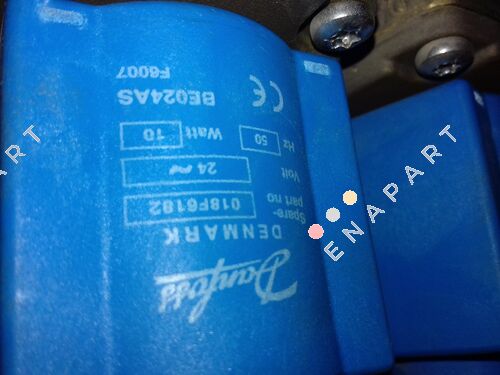 Danfoss
DENMARK
Spare-
part no 018F6182
Volt 24 ~
Hz 50 Watt 10
CE
BE024AS
F6007
ENAPART